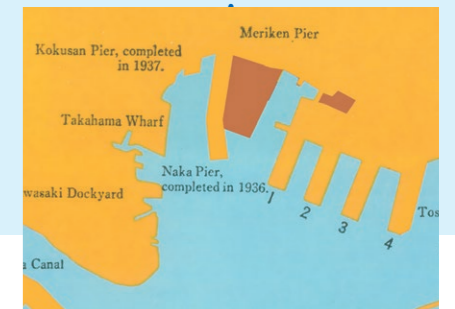 Meriken Pier
Kokusan Pier, completed
in 1937.
Takahama Wharf
Naka Pier,
completed in 1936.
wasaki Dockyard
1
2
3
4
Tos
a Canal